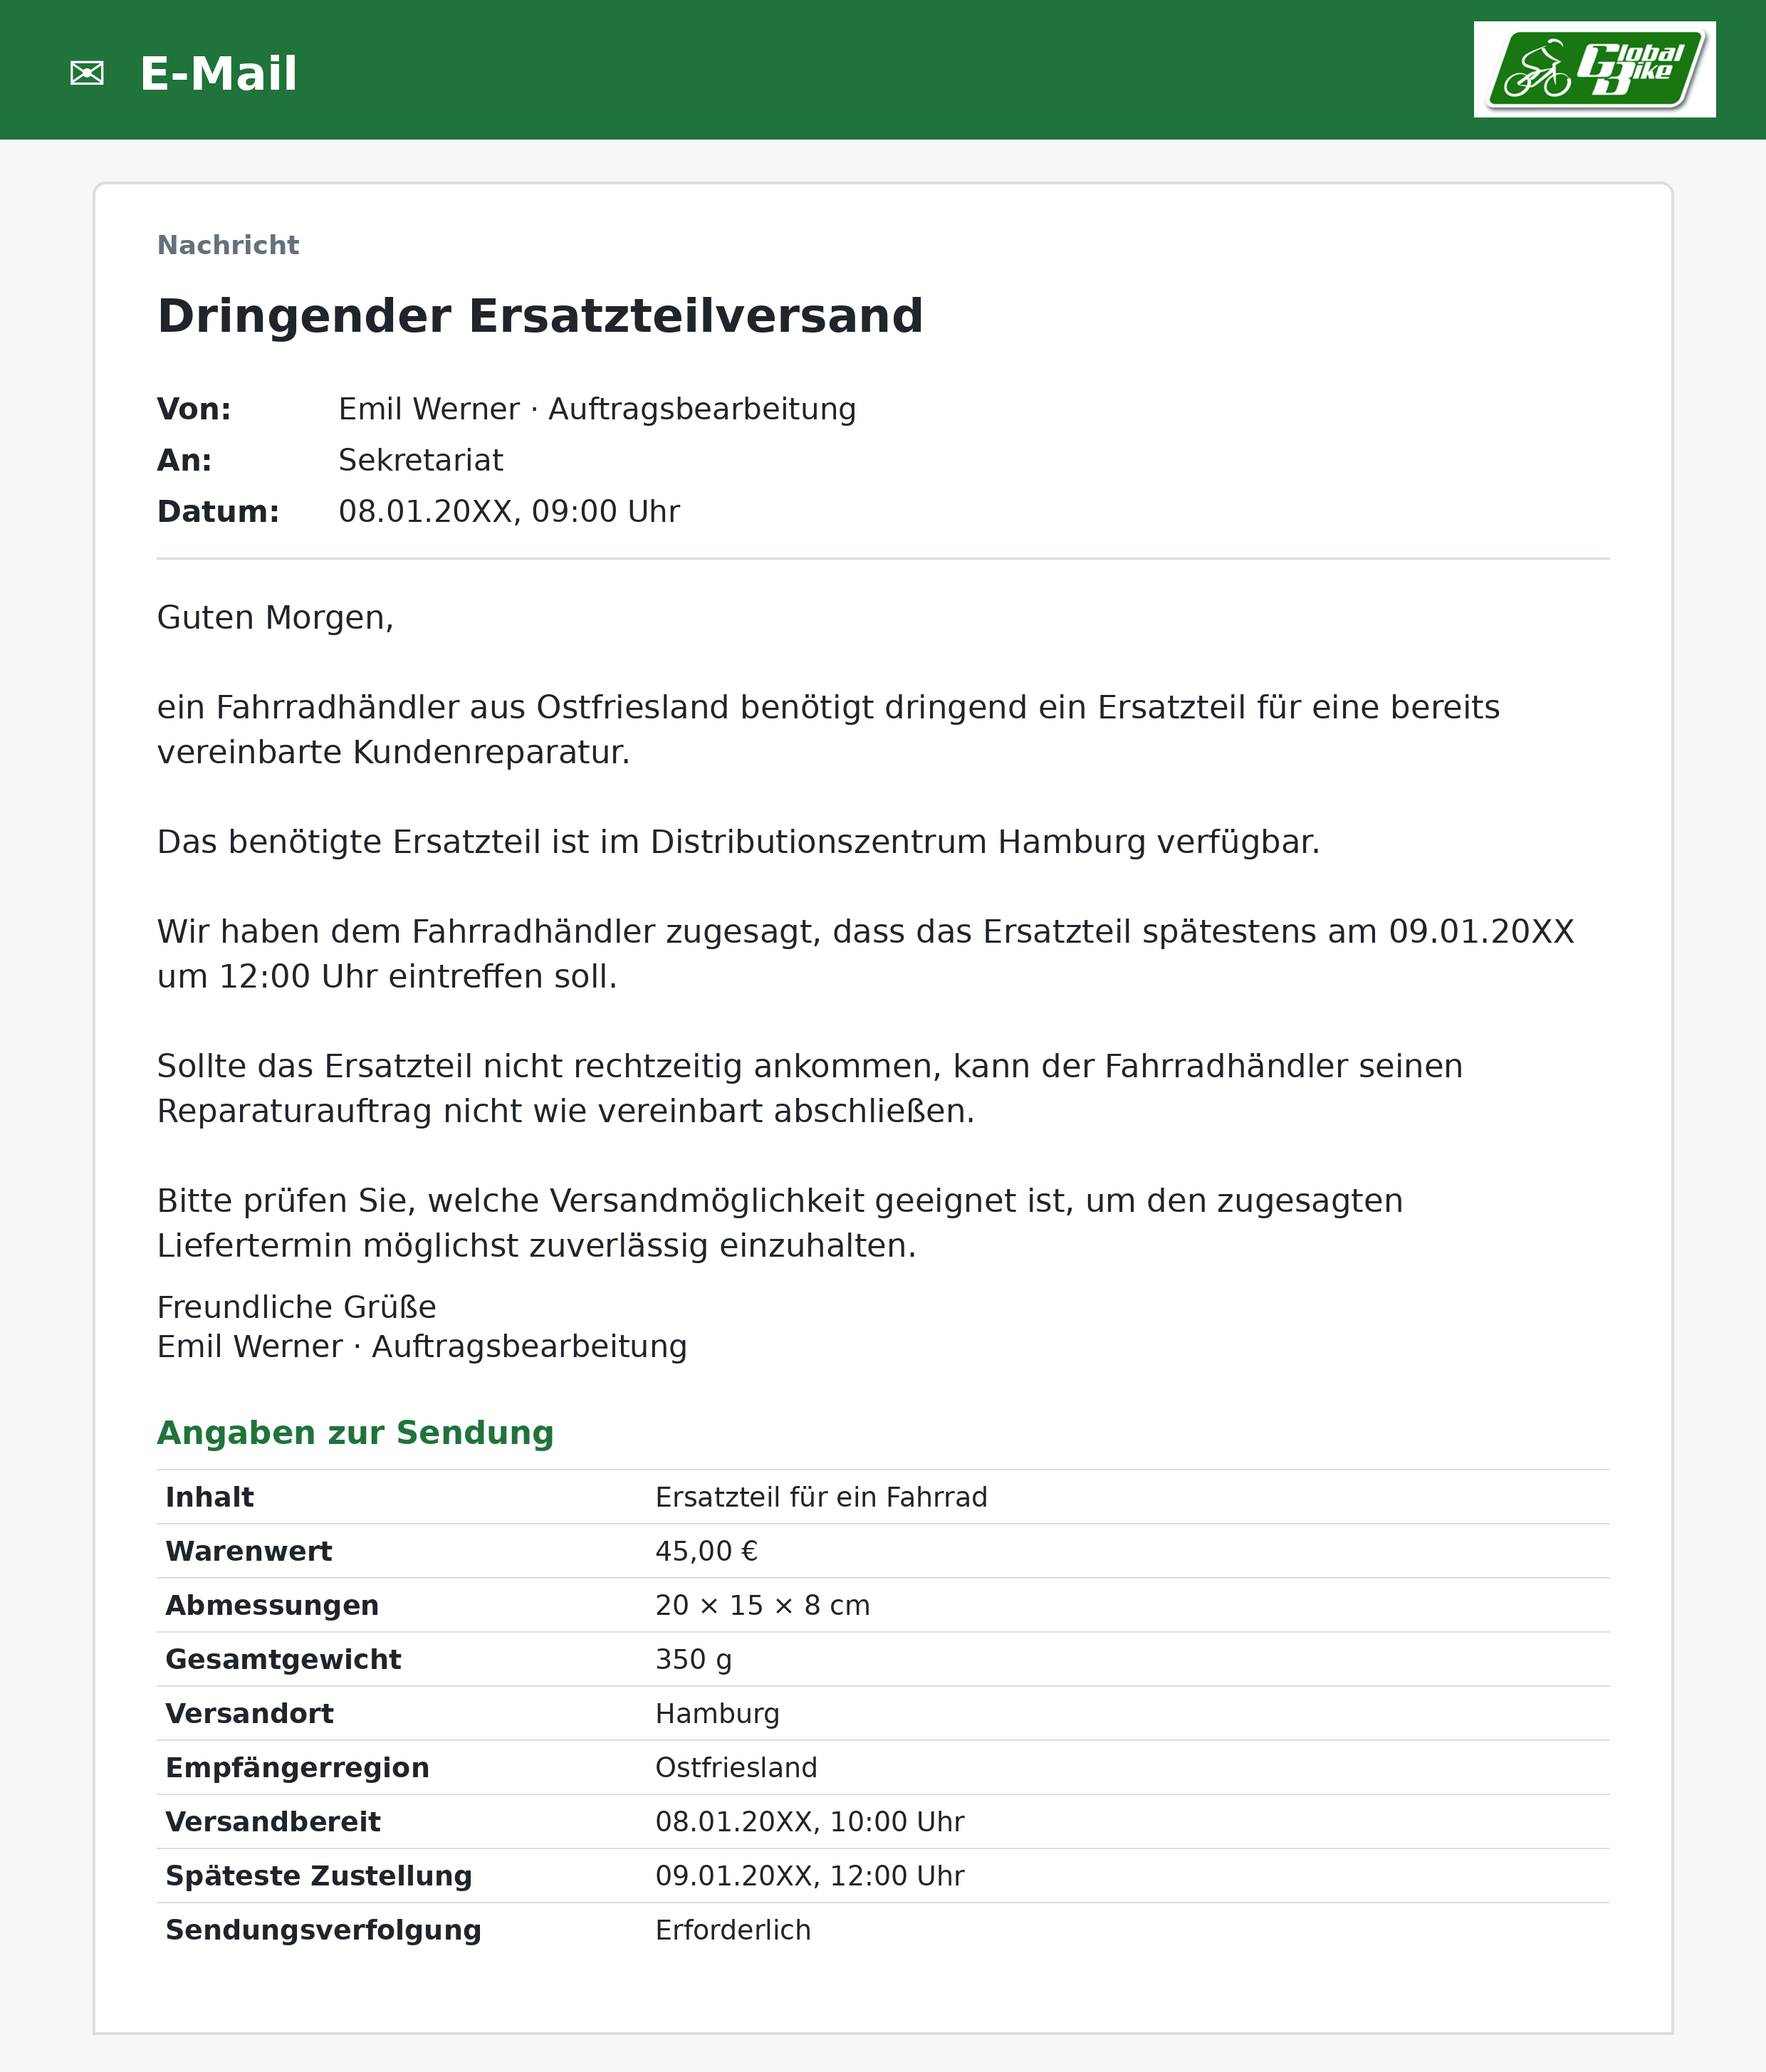 ✉ E-Mail
Global Bike
Nachricht
Dringender Ersatzteilversand
Von: Emil Werner · Auftragsbearbeitung
An: Sekretariat
Datum: 08.01.20XX, 09:00 Uhr
Guten Morgen,
ein Fahrradhändler aus Ostfriesland benötigt dringend ein Ersatzteil für eine bereits
vereinbarte Kundenreparatur.
Das benötigte Ersatzteil ist im Distributionszentrum Hamburg verfügbar.
Wir haben dem Fahrradhändler zugesagt, dass das Ersatzteil spätestens am 09.01.20XX
um 12:00 Uhr eintreffen soll.
Sollte das Ersatzteil nicht rechtzeitig ankommen, kann der Fahrradhändler seinen
Reparaturauftrag nicht wie vereinbart abschließen.
Bitte prüfen Sie, welche Versandmöglichkeit geeignet ist, um den zugesagten
Liefertermin möglichst zuverlässig einzuhalten.
Freundliche Grüße
Emil Werner · Auftragsbearbeitung
Angaben zur Sendung
Inhalt Ersatzteil für ein Fahrrad
Warenwert 45,00 €
Abmessungen 20 × 15 × 8 cm
Gesamtgewicht 350 g
Versandort Hamburg
Empfängerregion Ostfriesland
Versandbereit 08.01.20XX, 10:00 Uhr
Späteste Zustellung 09.01.20XX, 12:00 Uhr
Sendungsverfolgung Erforderlich